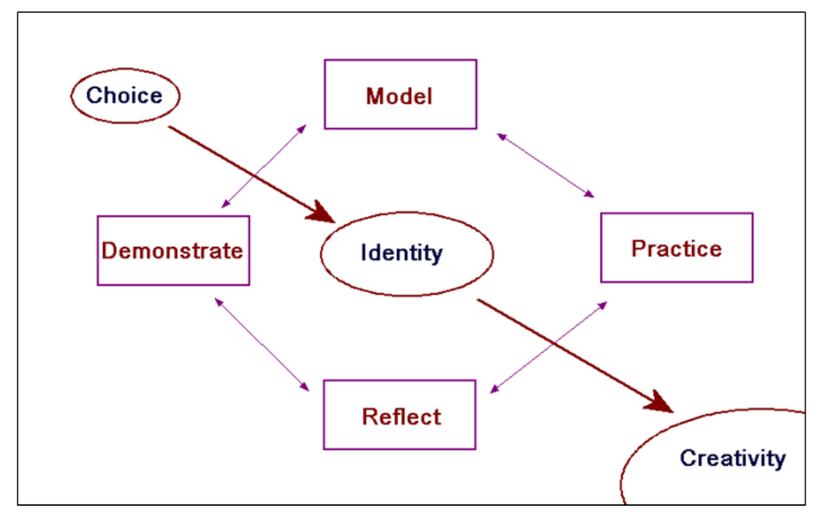 Choice
Model
Demonstrate
Identity
Practice
Reflect
Creativity